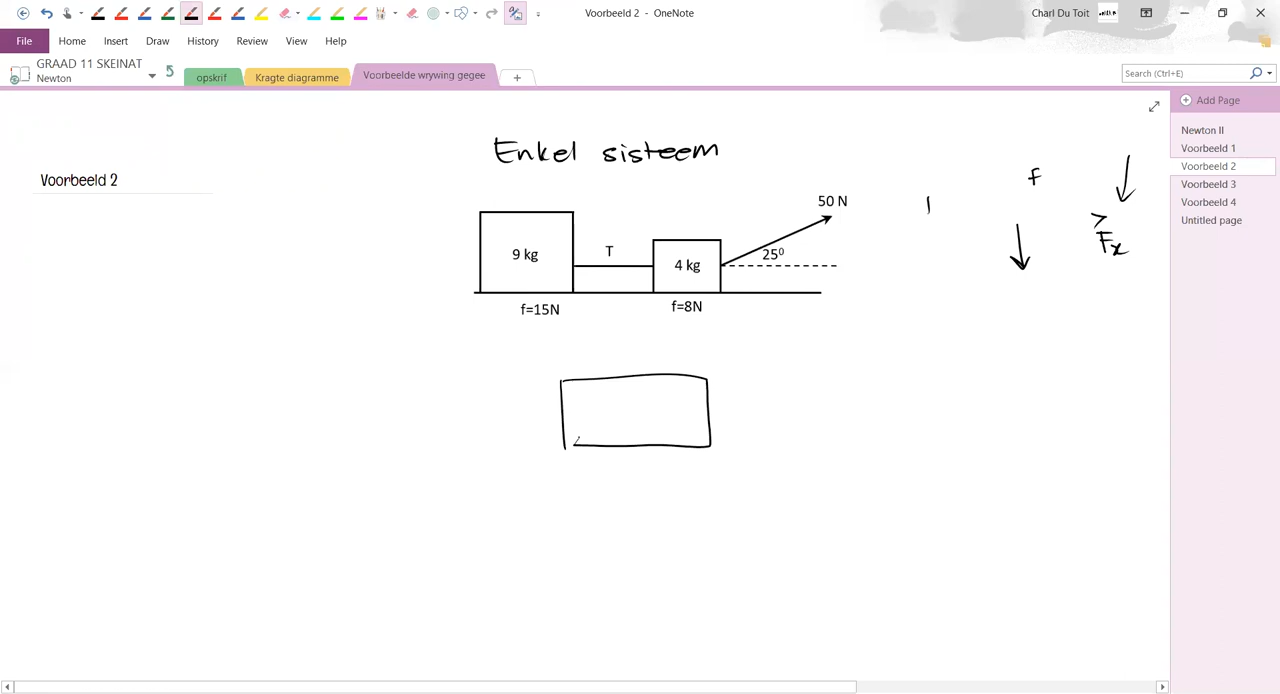 Voorbeeld 2 - OneNote
Charl Du Toit
File Home Insert Draw History Review View Help
GRAAD 11 SKEINAT
Newton
opskrif
Kragte diagramme
Voorbeelde wrywing gegee
Search (Ctrl+E)
Add Page
Newton II
Voorbeeld 1
Voorbeeld 2
Voorbeeld 3
Voorbeeld 4
Untitled page
Enkel sisteem
Voorbeeld 2
50 N
9 kg
T
4 kg
25⁰
f=15N
f=8N
f
>
Fx